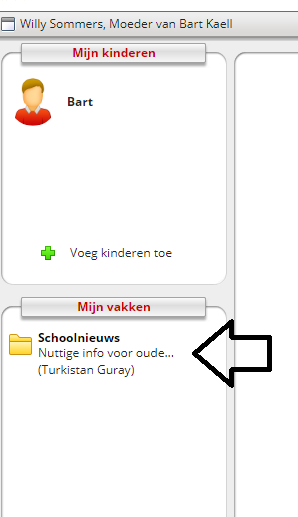 Willy Sommers, Moeder van Bart Kaell
Mijn kinderen
Bart
Voeg kinderen toe
Mijn vakken
Schoolnieuws
Nuttige info voor oude...
(Turkistan Guray)